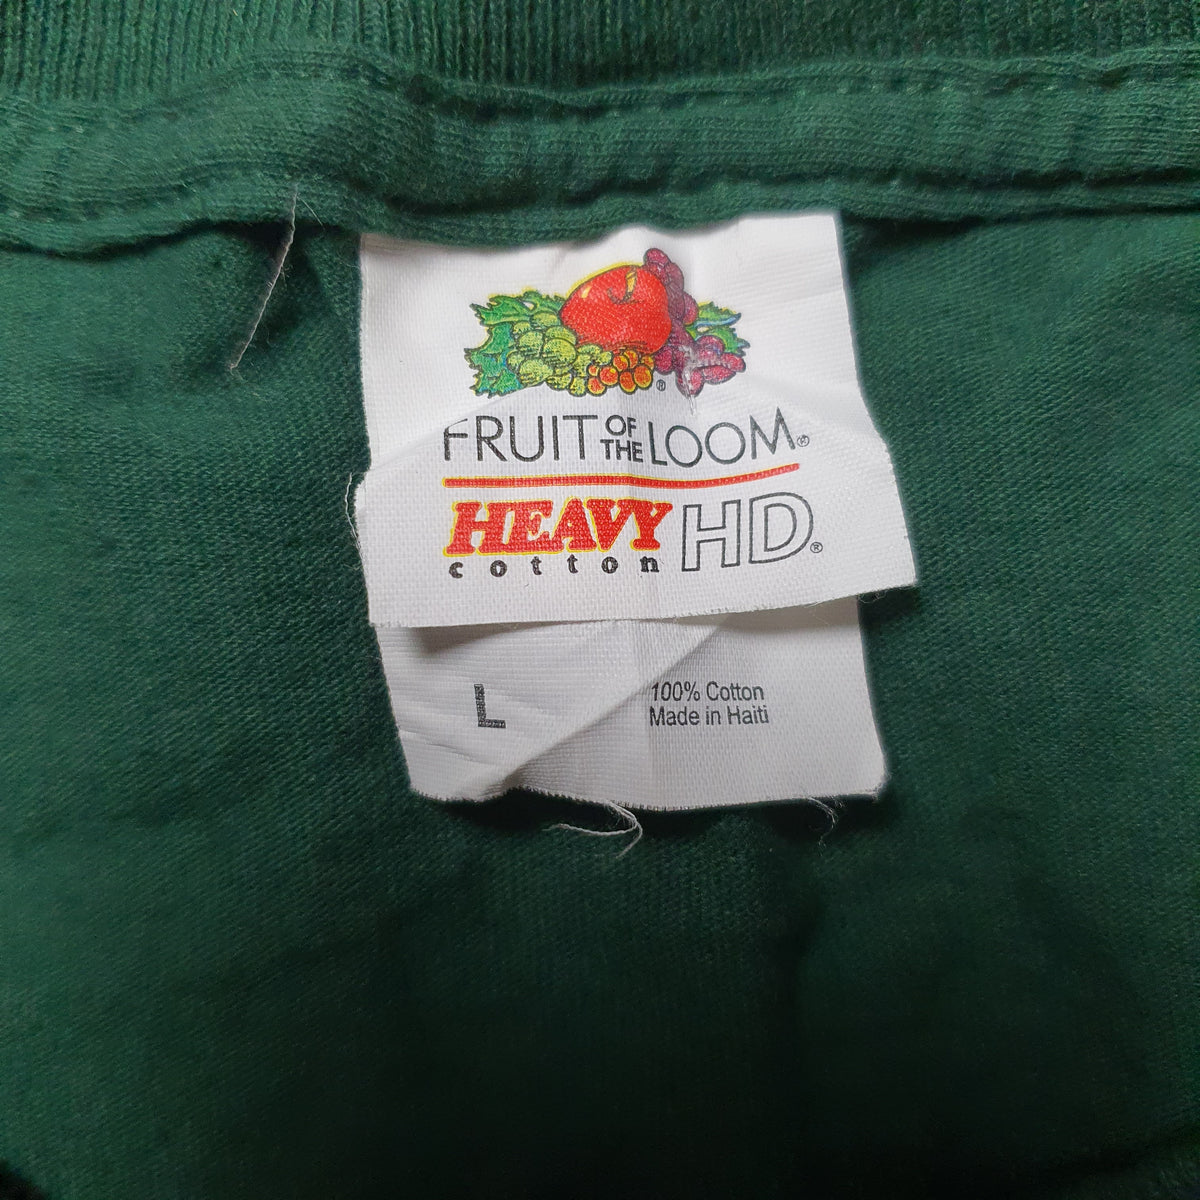 ®
FRUIT OF THE LOOM®
HEAVY cotton HD®
L
100% Cotton
Made in Haiti